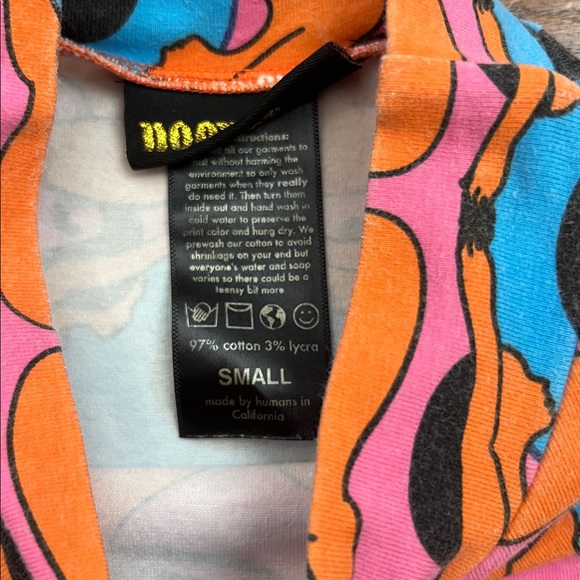 NOOW
structions:
all our garments to
last without harming the
environment so only wash
garments when they really
do need it. Then turn them
inside out and hand wash in
cold water to preserve the
print color and hang dry. We
prewash our cotton to avoid
shrinkage on your end but
everyone's water and soap
varies so there could be a
teensy bit more
97% cotton 3% lycra
SMALL
made by humans in
California